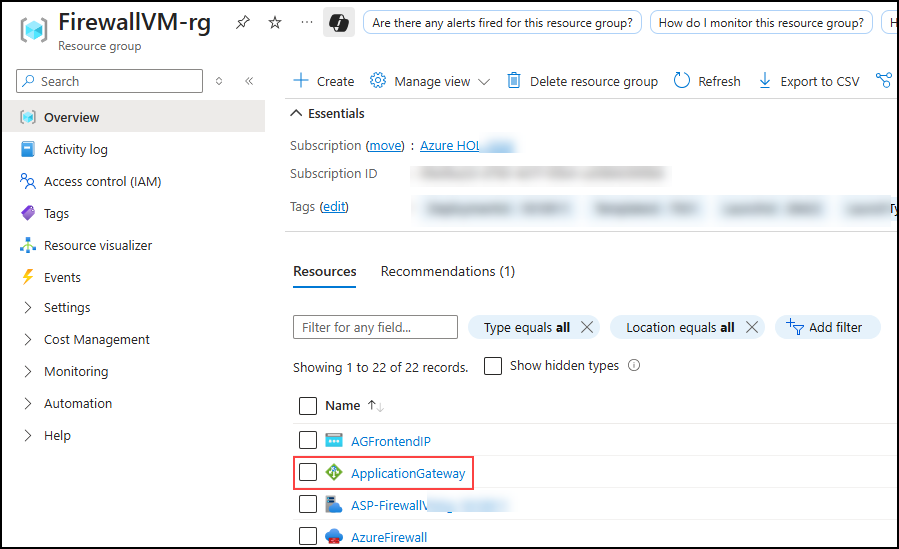 FirewallVM-rg
Are there any alerts fired for this resource group?
How do I monitor this resource group?
Resource group
Search
Create
Manage view
Delete resource group
Refresh
Export to CSV
Overview
Activity log
Access control (IAM)
Tags
Resource visualizer
Events
Settings
Cost Management
Monitoring
Automation
Help
Essentials
Subscription (move) : Azure HOL
Subscription ID
Tags (edit)
Resources
Recommendations (1)
Filter for any field...
Type equals all
Location equals all
Add filter
Showing 1 to 22 of 22 records.
Show hidden types
Name
AGFrontendIP
ApplicationGateway
ASP-FirewallV
AzureFirewall